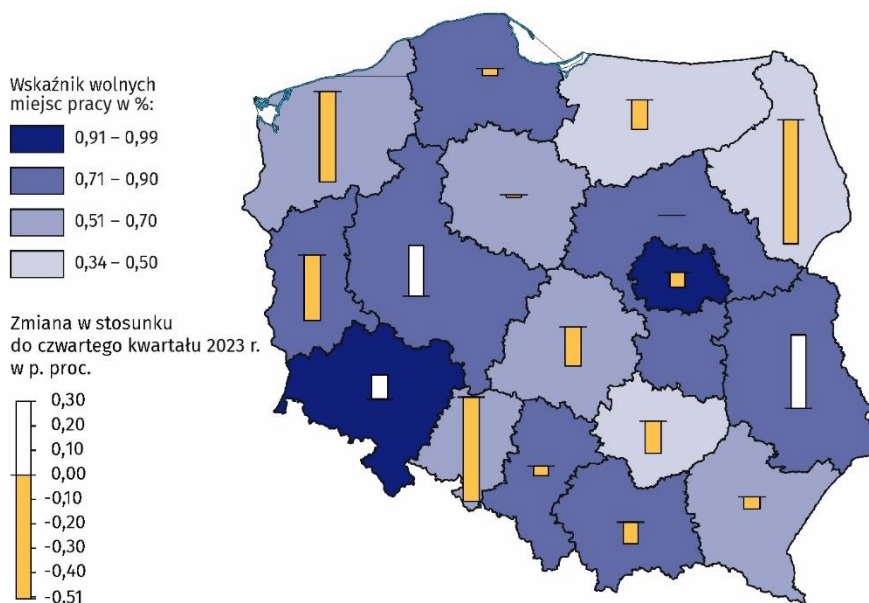 Wskaźnik wolnych
miejsc pracy w %:
0,91 – 0,99
0,71 – 0,90
0,51 – 0,70
0,34 – 0,50
Zmiana w stosunku
do czwartego kwartału 2023 r.
w p. proc.
0,30
0,20
0,10
0,00
-0,10
-0,20
-0,30
-0,40
-0,51